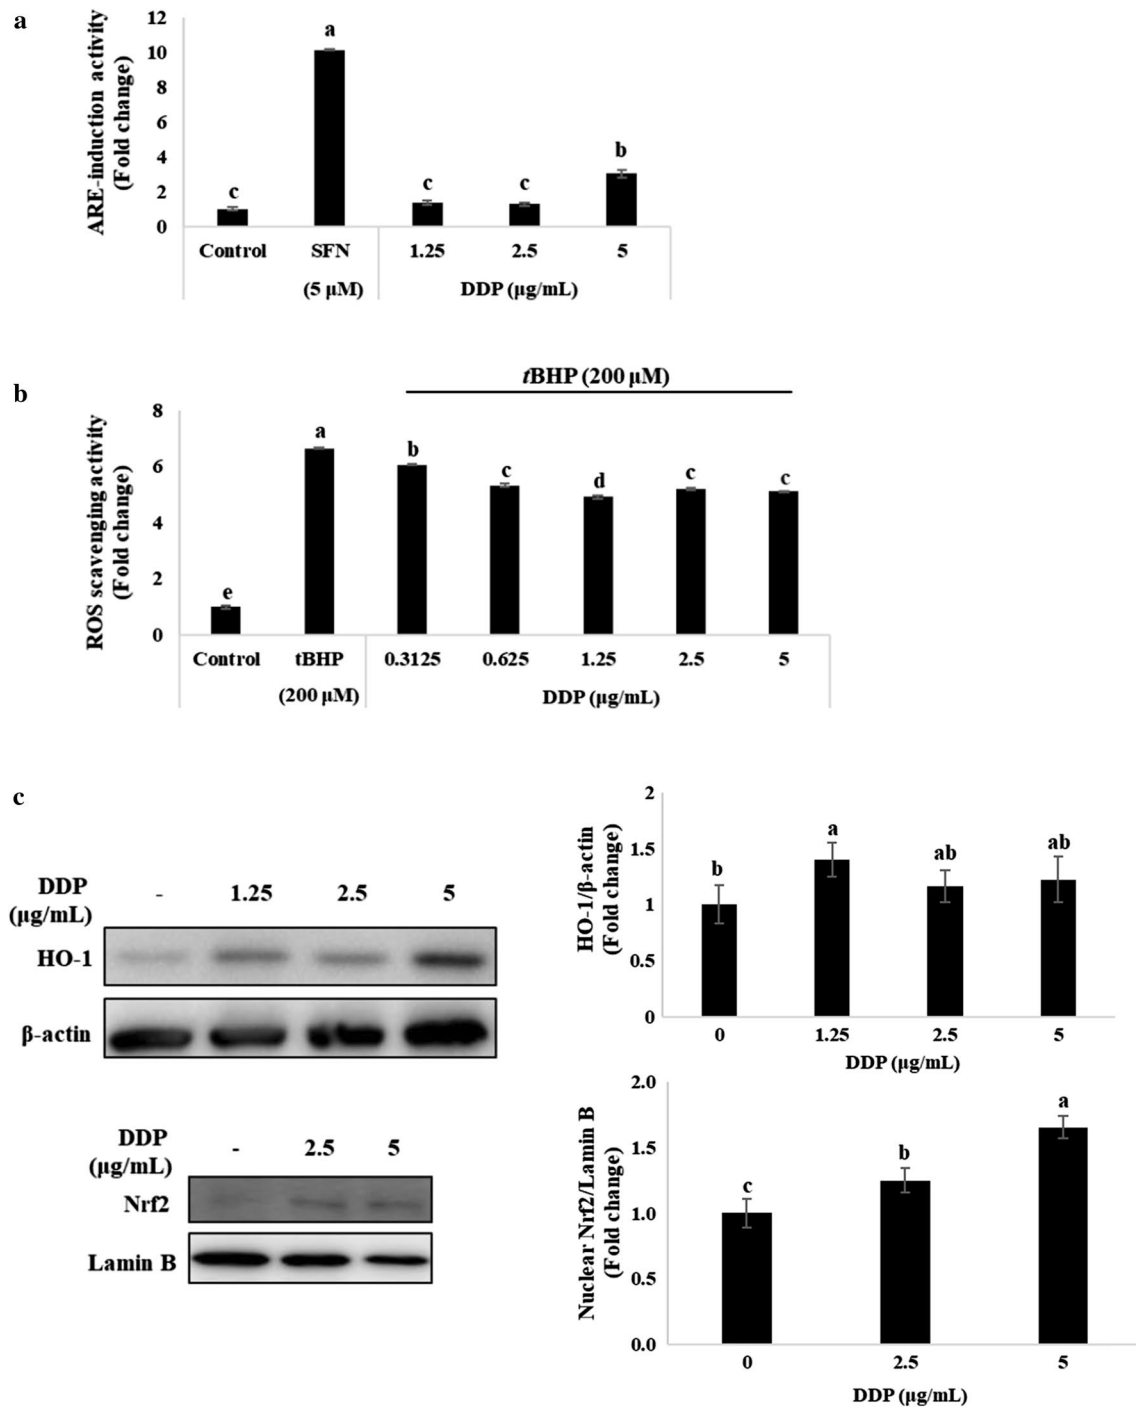 a
ARE-induction activity
(Fold change)
12
10
8
6
4
2
0
c
a
c
c
b
Control
SFN
1.25
2.5
5
(5 μM)
DDP (μg/mL)
b
tBHP (200 μM)
ROS scavenging activity
(Fold change)
8
6
4
2
0
e
a
b
c
d
c
c
Control
tBHP
0.3125
0.625
1.25
2.5
5
(200 μM)
DDP (μg/mL)
c
DDP
(μg/mL)
-
1.25
2.5
5
HO-1
β-actin
HO-1/β-actin
(Fold change)
2
1.5
1
0.5
0
b
a
ab
ab
0
1.25
2.5
5
DDP (μg/mL)
DDP
(μg/mL)
-
2.5
5
Nrf2
Lamin B
Nuclear Nrf2/Lamin B
(Fold change)
2.0
1.5
1.0
0.5
0.0
c
b
a
0
2.5
5
DDP (μg/mL)